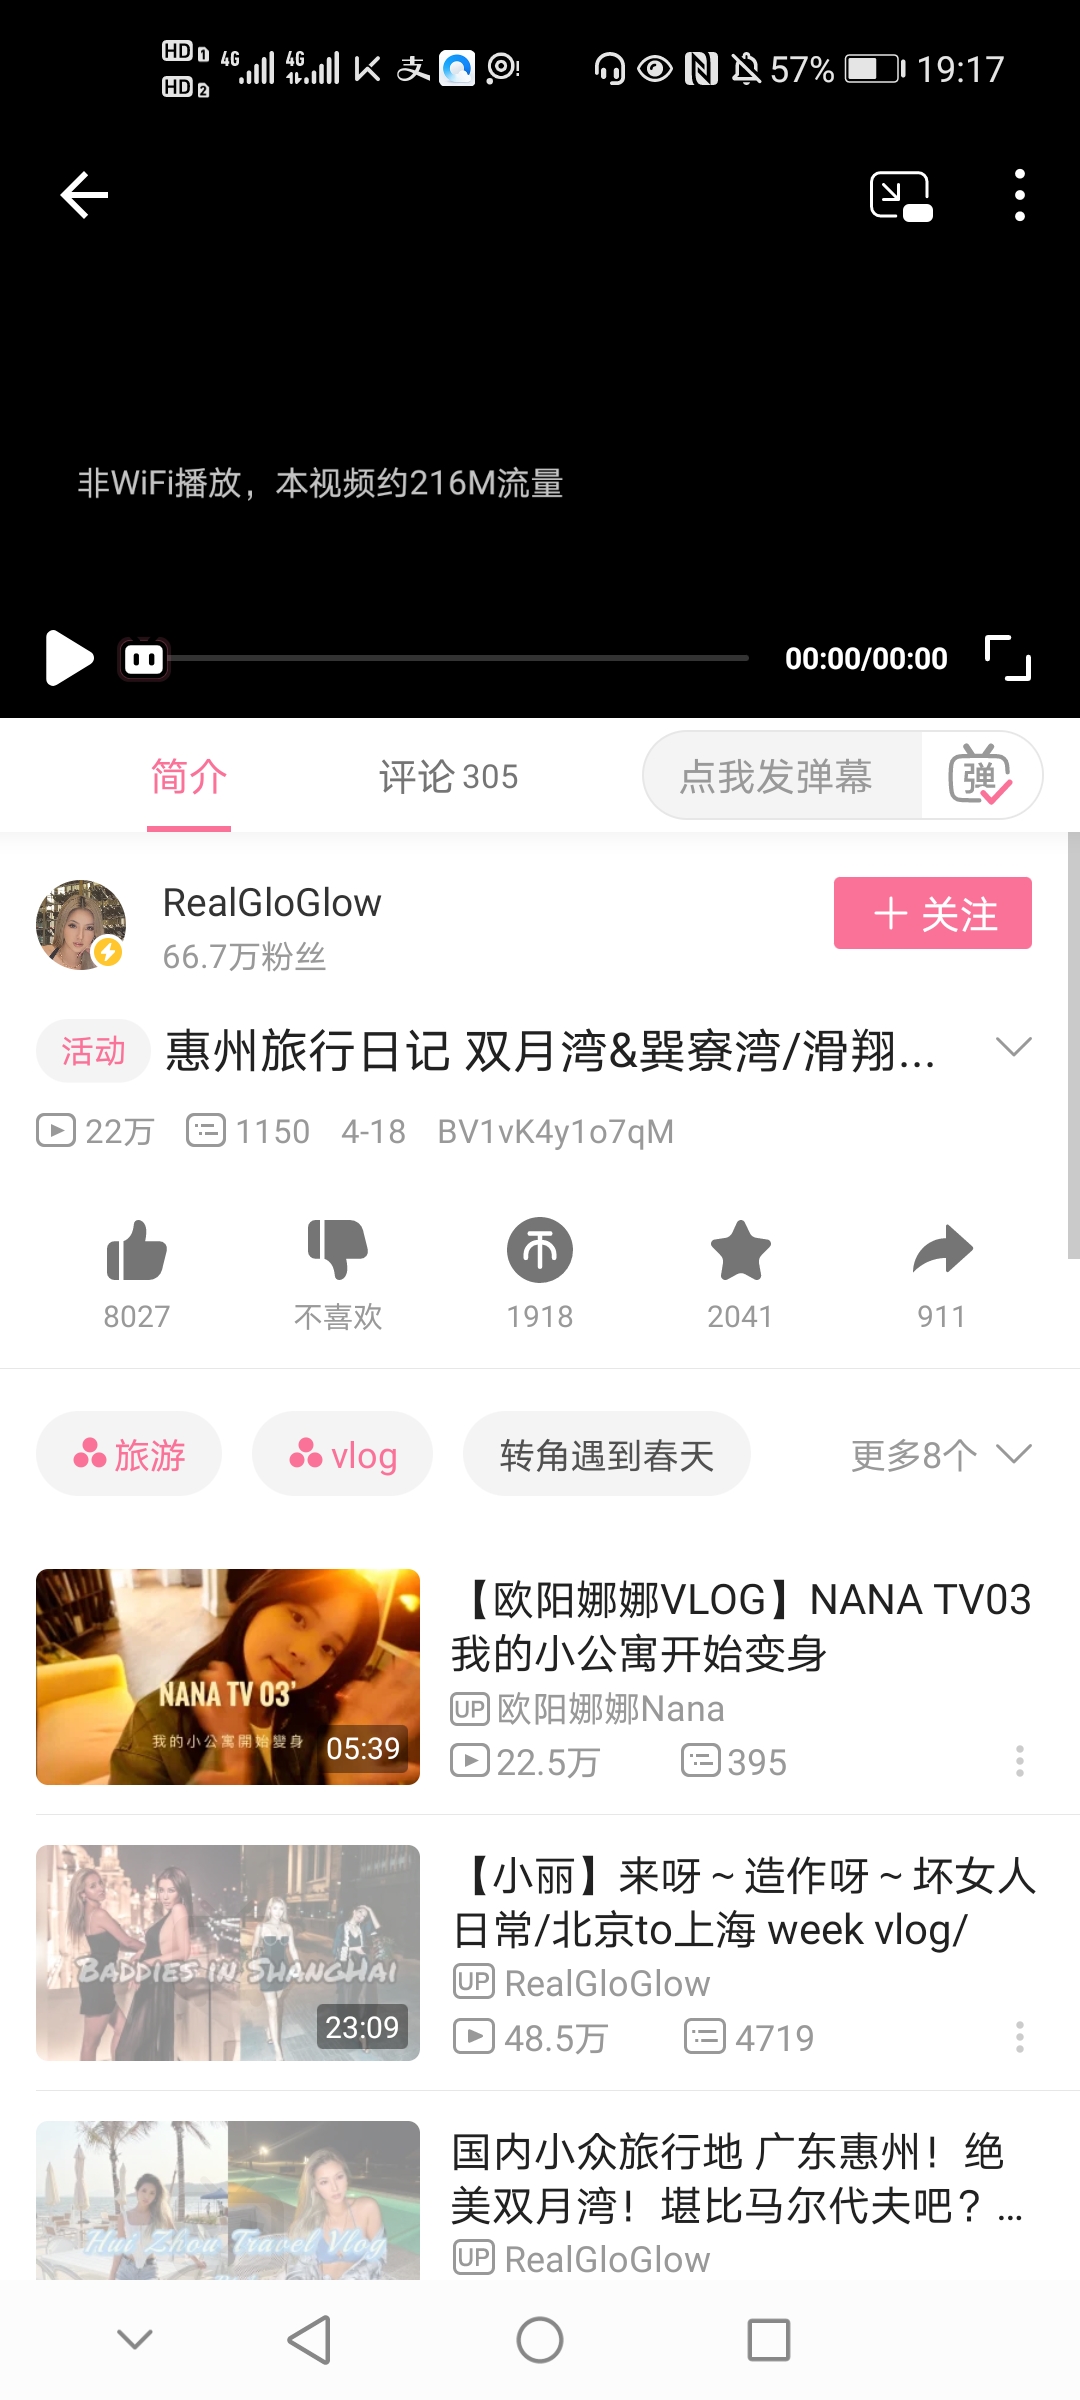 HD 1 4G 4G 支 57% 19:17
HD 2
非WiFi播放，本视频约216M流量
00:00/00:00
简介 评论 305 点我发弹幕 弹
RealGloGlow
66.7万粉丝
关注
活动 惠州旅行日记 双月湾&巽寮湾/滑翔...
22万 1150 4-18 BV1vK4y1o7qM
8027 不喜欢 1918 2041 911
旅游 vlog 转角遇到春天 更多8个
NANA TV 03'
我的小公寓開始變身
05:39
【欧阳娜娜VLOG】NANA TV03
我的小公寓开始变身
UP 欧阳娜娜Nana
22.5万 395
BADDIES IN SHANGHAI
23:09
【小丽】来呀～造作呀～坏女人
日常/北京to上海 week vlog/
UP RealGloGlow
48.5万 4719
Hui Zhou Travel Vlog
国内小众旅行地 广东惠州！绝
美双月湾！堪比马尔代夫吧？...
UP RealGloGlow